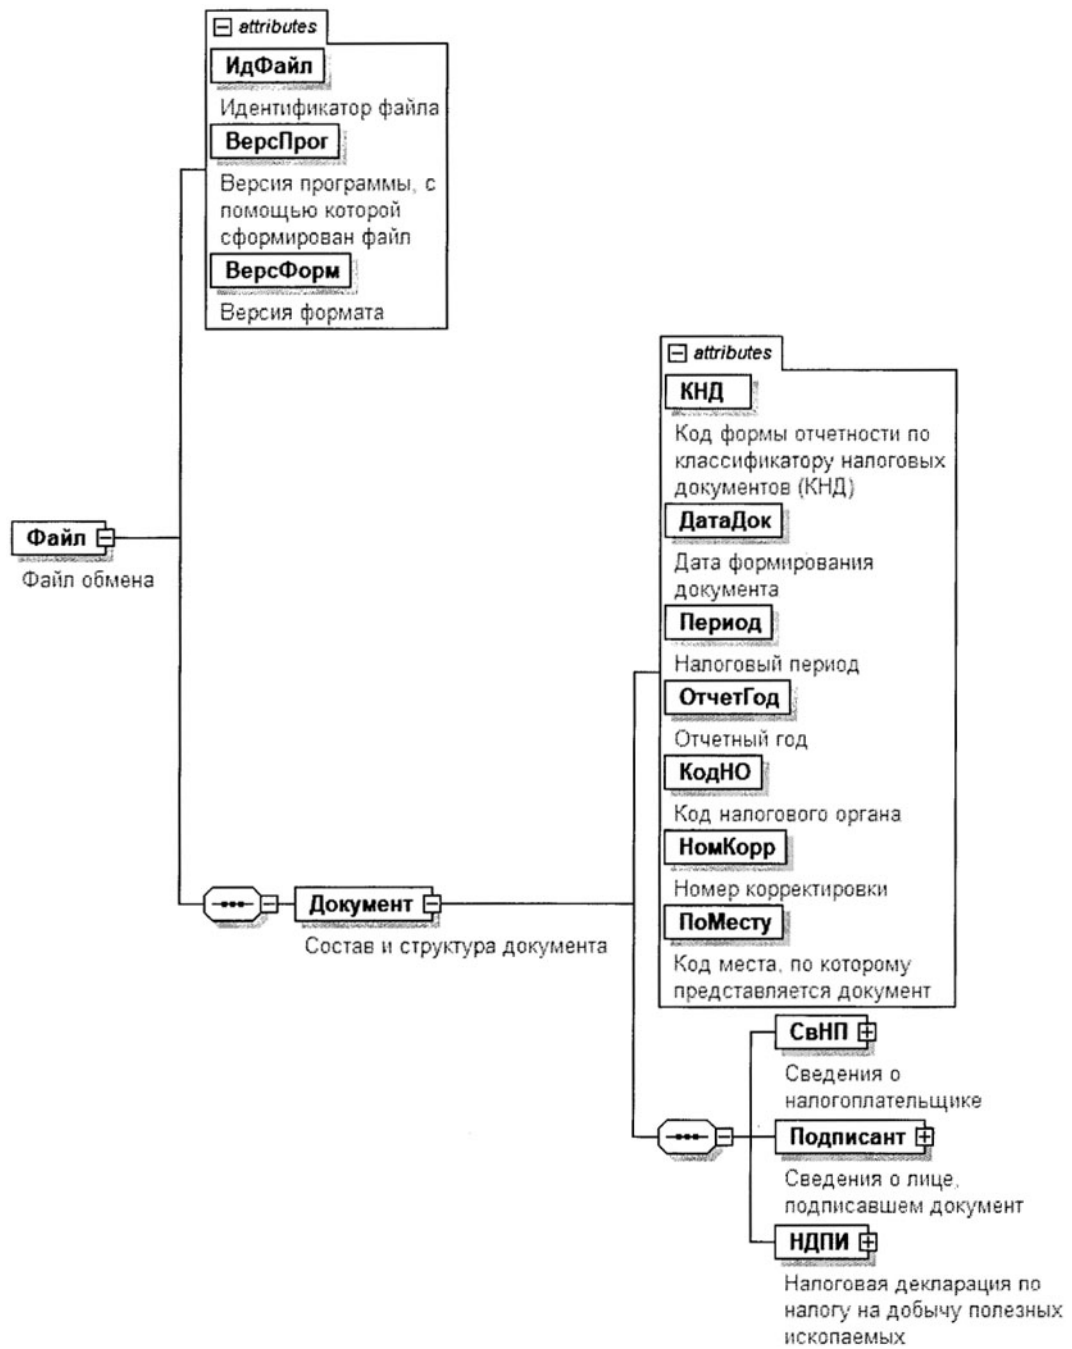 attributes
ИдФайл
Идентификатор файла
ВерсПрог
Версия программы, с
помощью которой
сформирован файл
ВерсФорм
Версия формата
Файл
Файл обмена
Документ
Состав и структура документа
attributes
КНД
Код формы отчетности по
классификатору налоговых
документов (КНД)
ДатаДок
Дата формирования
документа
Период
Налоговый период
ОтчетГод
Отчетный год
КодНО
Код налогового органа
НомКорр
Номер корректировки
ПоМесту
Код места, по которому
представляется документ
СвНП
Сведения о
налогоплательщике
Подписант
Сведения о лице,
подписавшем документ
НДПИ
Налоговая декларация по
налогу на добычу полезных
ископаемых